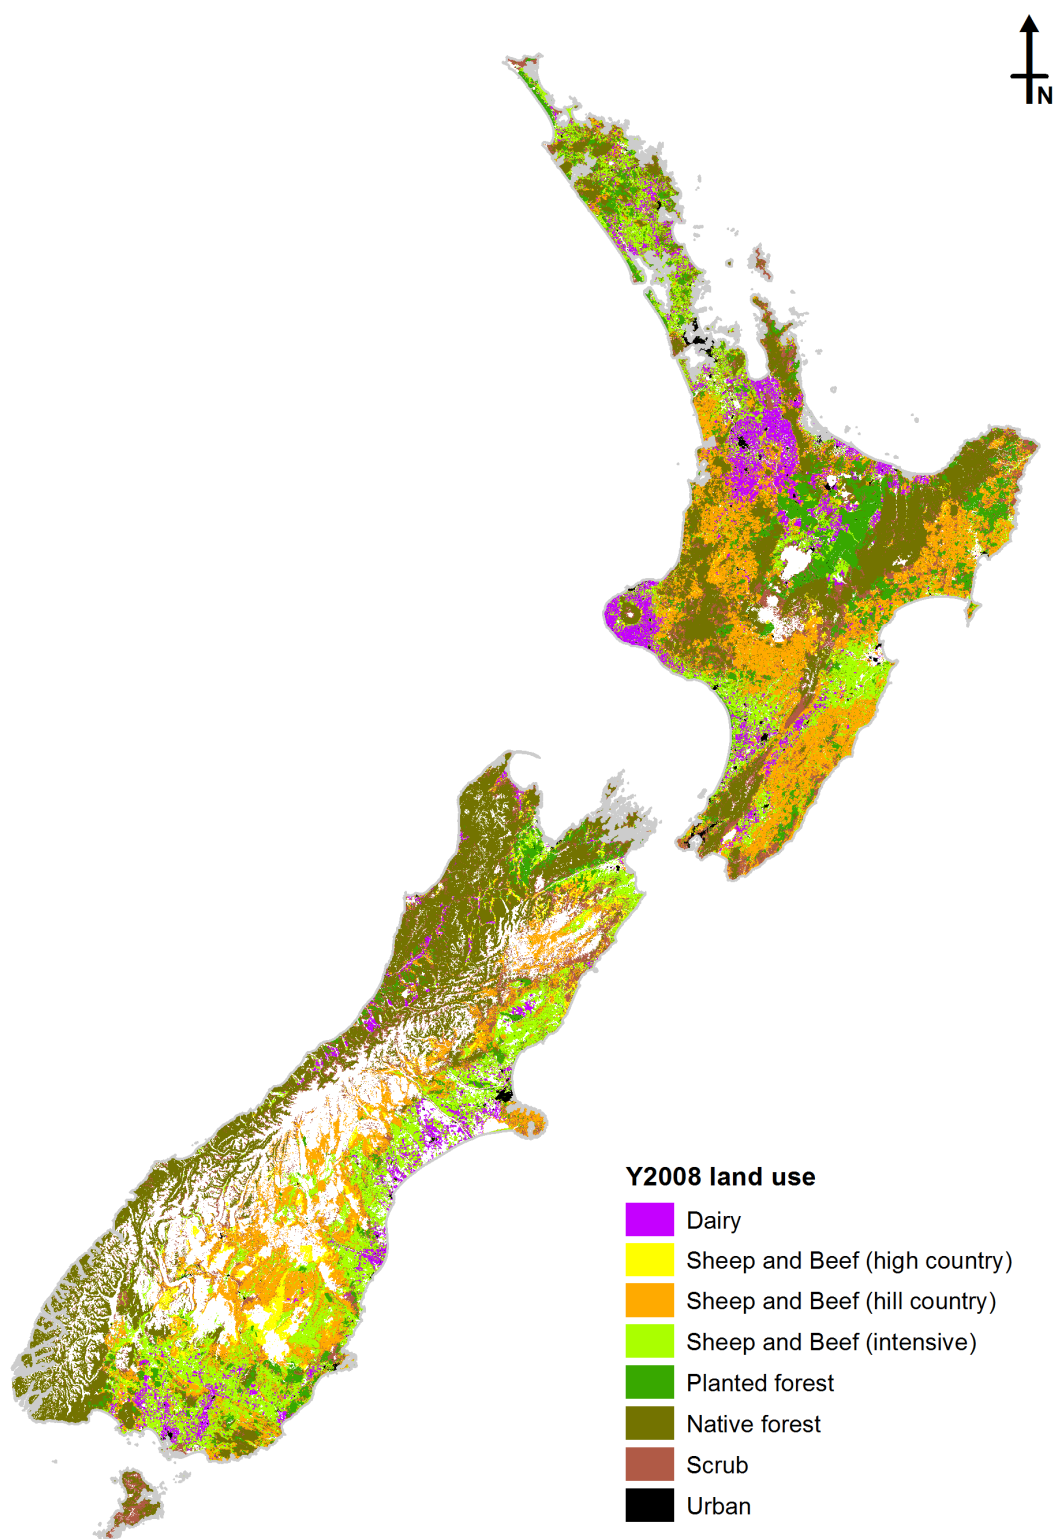 N
Y2008 land use
Dairy
Sheep and Beef (high country)
Sheep and Beef (hill country)
Sheep and Beef (intensive)
Planted forest
Native forest
Scrub
Urban